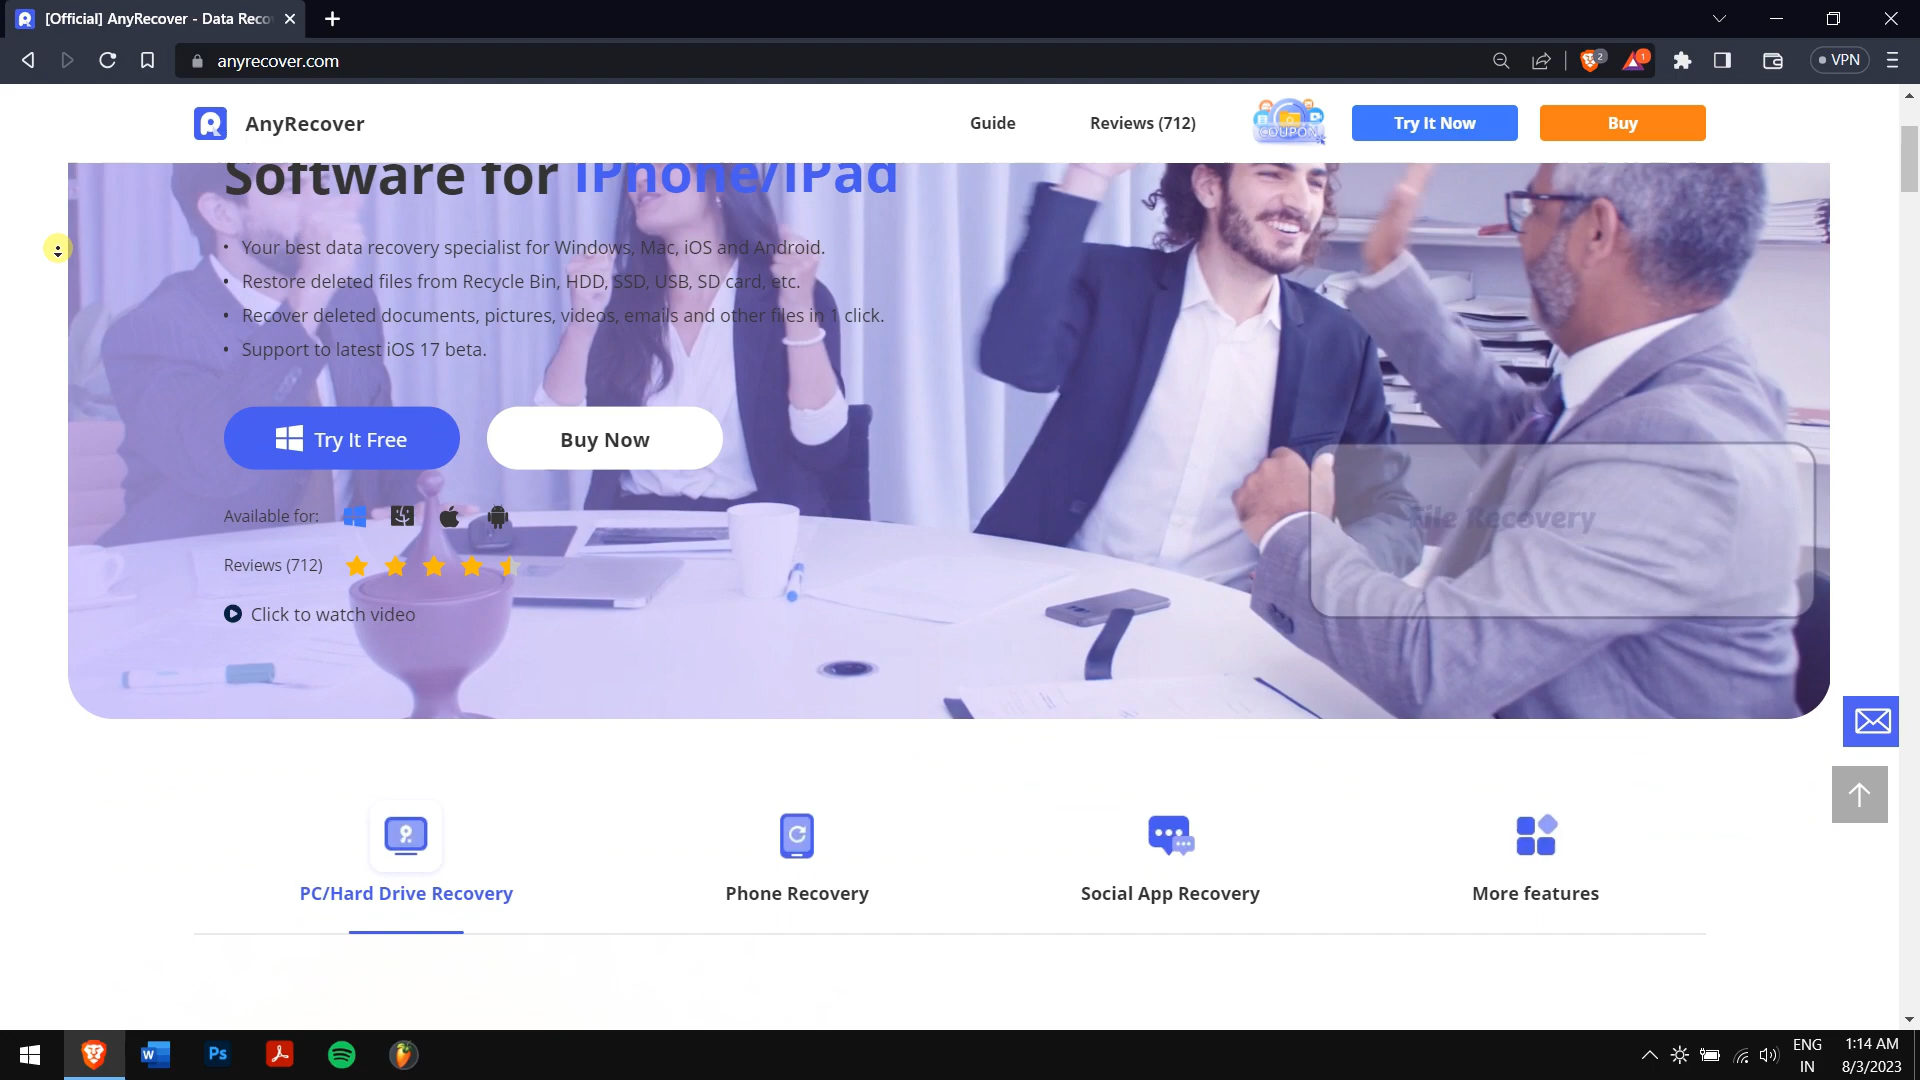 [Official] AnyRecover - Data Reco
anyrecover.com
2
1
VPN
AnyRecover
Guide
Reviews (712)
COUPON
Try It Now
Buy
Software for iPhone/iPad
• Your best data recovery specialist for Windows, Mac, iOS and Android.
• Restore deleted files from Recycle Bin, HDD, SSD, USB, SD card, etc.
• Recover deleted documents, pictures, videos, emails and other files in 1 click.
• Support to latest iOS 17 beta.
Try It Free
Buy Now
File Recovery
Available for:
Reviews (712)
Click to watch video
PC/Hard Drive Recovery
Phone Recovery
Social App Recovery
More features
W
Ps
ENG
IN
1:14 AM
8/3/2023